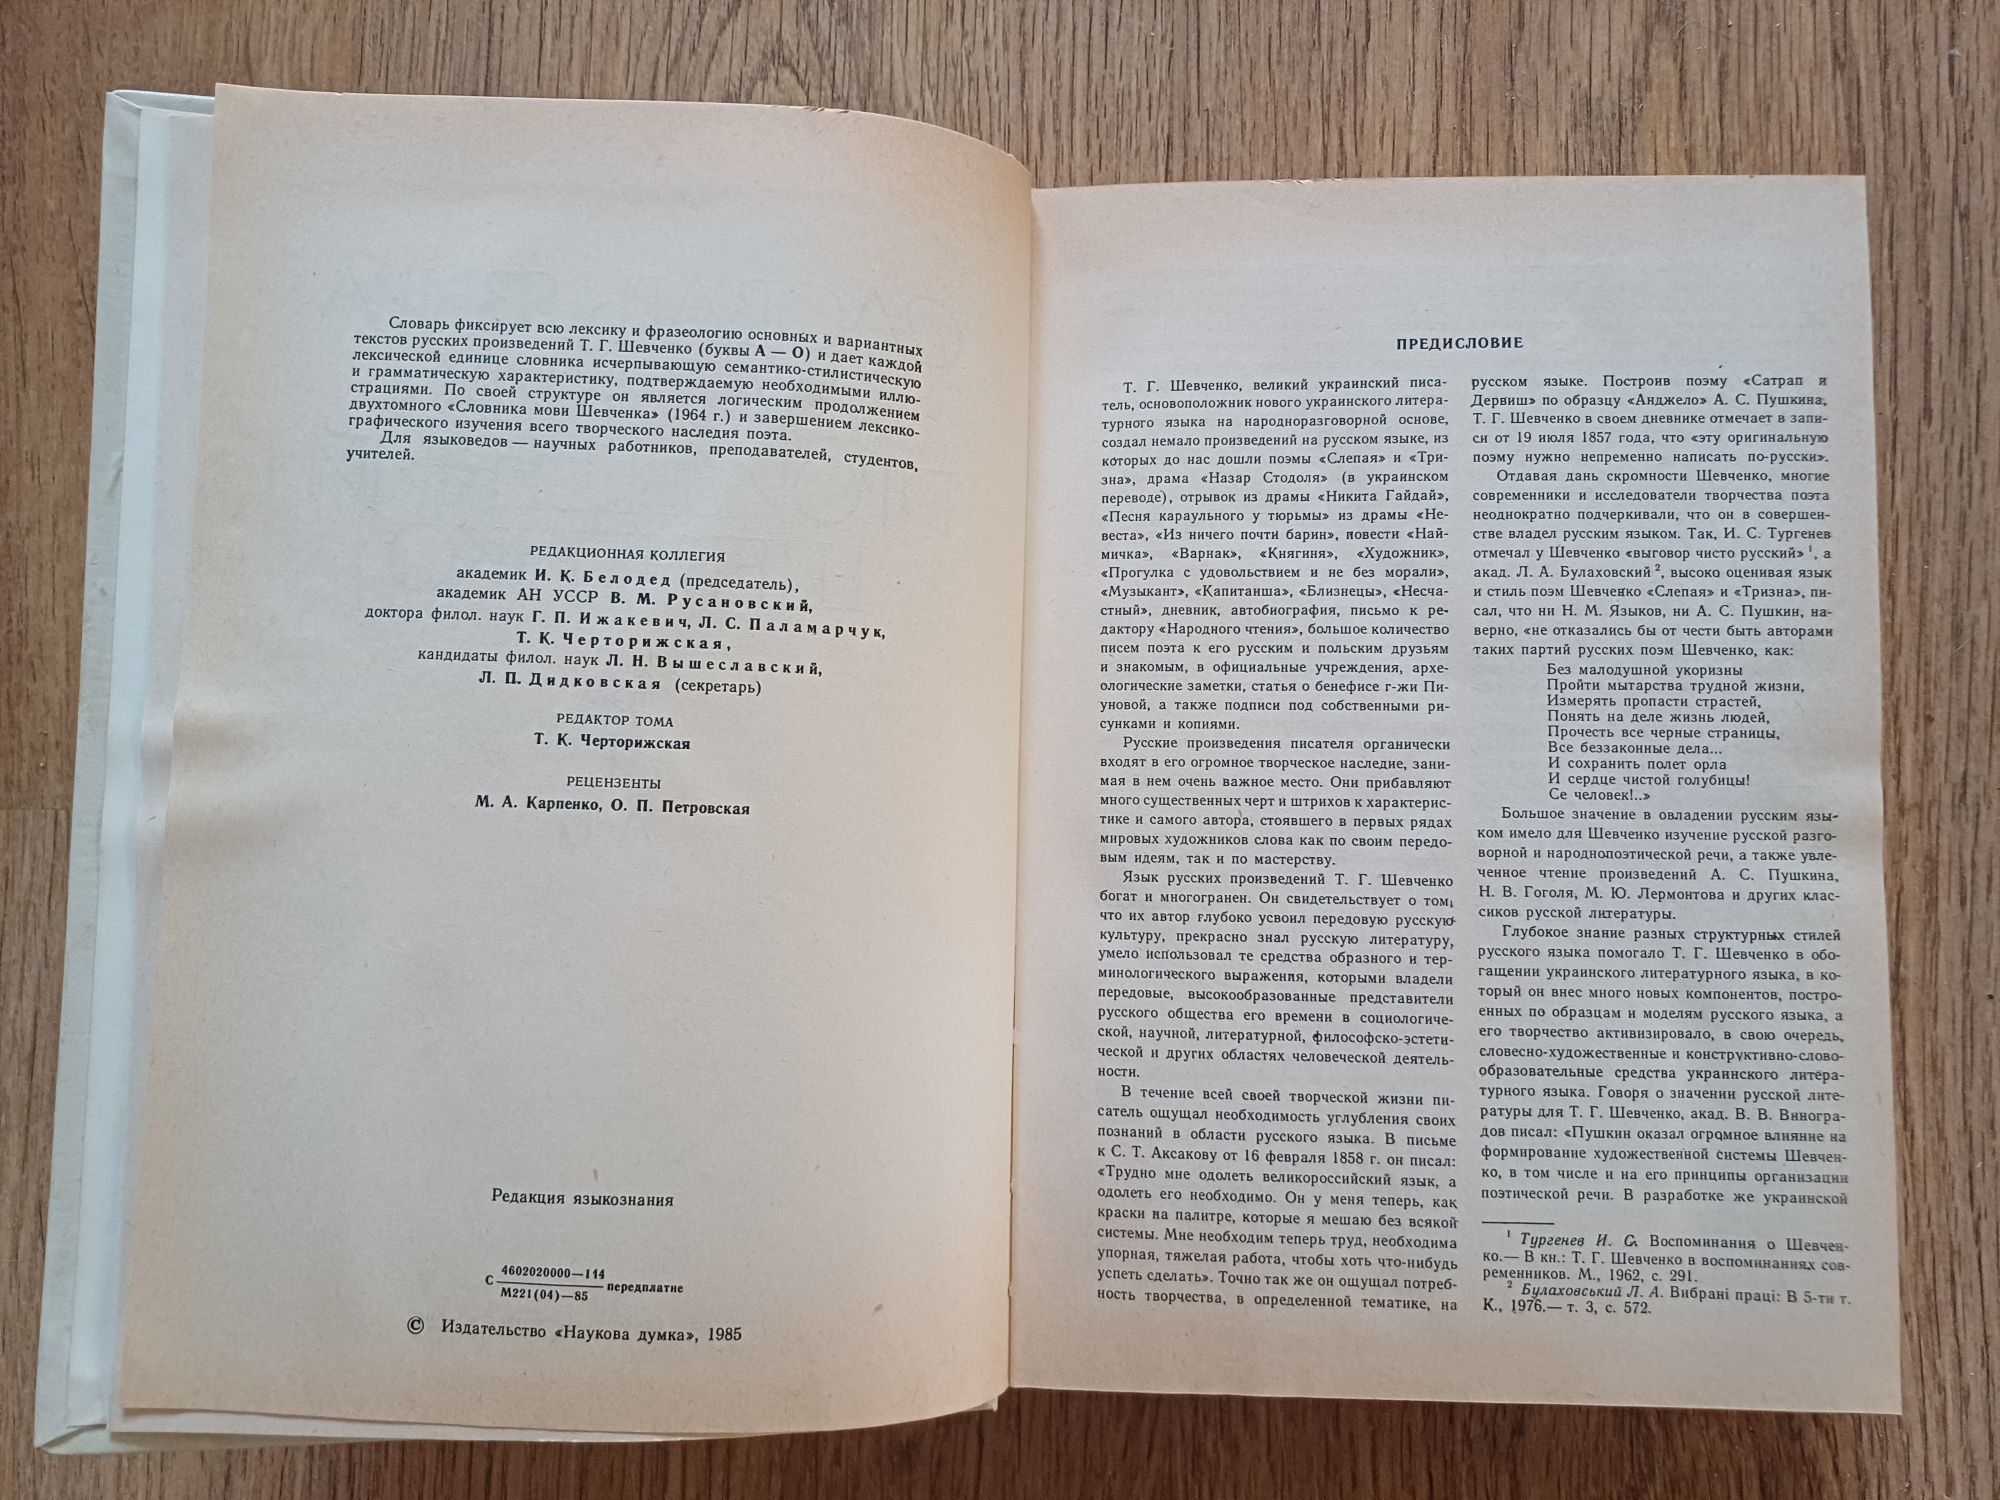 Словарь фиксирует всю лексику и фразеологию основных и вариантных
текстов русских произведений Т. Г. Шевченко (буквы А — О) и дает каждой
лексической единице словника исчерпывающую семантико-стилистическую
и грамматическую характеристику, подтверждаемую необходимыми иллю-
страциями. По своей структуре он является логическим продолжением
двухтомного «Словника мови Шевченка» (1964 г.) и завершением лексико-
графического изучения всего творческого наследия поэта.
Для языковедов — научных работников, преподавателей, студентов,
учителей.
РЕДАКЦИОННАЯ КОЛЛЕГИЯ
академик И. К. Белодед (председатель),
академик АН УССР В. М. Русановский,
доктора филол. наук Г. П. Ижакевич, Л. С. Паламарчук,
Т. К. Черторижская,
кандидаты филол. наук Л. Н. Вышеславский,
Л. П. Дидковская (секретарь)
РЕДАКТОР ТОМА
Т. К. Черторижская
РЕЦЕНЗЕНТЫ
М. А. Карпенко, О. П. Петровская
Редакция языкознания
С 4602020000—114 передплатне
М221(04)—85
© Издательство «Наукова думка», 1985
ПРЕДИСЛОВИЕ
Т. Г. Шевченко, великий украинский писа-
тель, основоположник нового украинского литера-
турного языка на народноразговорной основе,
создал немало произведений на русском языке, из
которых до нас дошли поэмы «Слепая» и «Три-
зна», драма «Назар Стодоля» (в украинском
переводе), отрывок из драмы «Никита Гайдай»,
«Песня караульного у тюрьмы» из драмы «Не-
веста», «Из ничего почти барин», повести «Най-
мичка», «Варнак», «Княгиня», «Художник»,
«Прогулка с удовольствием и не без морали»,
«Музыкант», «Капитанша», «Близнецы», «Несча-
стный», дневник, автобиография, письмо к ре-
дактору «Народного чтения», большое количество
писем поэта к его русским и польским друзьям
и знакомым, в официальные учреждения, архе-
ологические заметки, статья о бенефисе г-жи Пи-
уновой, а также подписи под собственными ри-
сунками и копиями.
Русские произведения писателя органически
входят в его огромное творческое наследие, зани-
мая в нем очень важное место. Они прибавляют
много существенных черт и штрихов к характерис-
тике и самого автора, стоявшего в первых рядах
мировых художников слова как по своим передо-
вым идеям, так и по мастерству.
Язык русских произведений Т. Г. Шевченко
богат и многогранен. Он свидетельствует о том,
что их автор глубоко усвоил передовую русскую
культуру, прекрасно знал русскую литературу,
умело использовал те средства образного и тер-
минологического выражения, которыми владели
передовые, высокообразованные представители
русского общества его времени в социологиче-
ской, научной, литературной, философско-эстети-
ческой и других областях человеческой деятель-
ности.
В течение всей своей творческой жизни пи-
сатель ощущал необходимость углубления своих
познаний в области русского языка. В письме
к С. Т. Аксакову от 16 февраля 1858 г. он писал:
«Трудно мне одолеть великороссийский язык, а
одолеть его необходимо. Он у меня теперь, как
краски на палитре, которые я мешаю без всякой
системы. Мне необходим теперь труд, необходима
упорная, тяжелая работа, чтобы хоть что-нибудь
успеть сделать». Точно так же он ощущал потреб-
ность творчества, в определенной тематике, на
русском языке. Построив поэму «Сатрап и
Дервиш» по образцу «Анджело» А. С. Пушкина,
Т. Г. Шевченко в своем дневнике отмечает в запи-
си от 19 июля 1857 года, что «эту оригинальную
поэму нужно непременно написать по-русски».
Отдавая дань скромности Шевченко, многие
современники и исследователи творчества поэта
неоднократно подчеркивали, что он в совершен-
стве владел русским языком. Так, И. С. Тургенев
отмечал у Шевченко «выговор чисто русский» 1, а
акад. Л. А. Булаховский 2, высоко оценивая язык
и стиль поэм Шевченко «Слепая» и «Тризна», пи-
сал, что ни Н. М. Языков, ни А. С. Пушкин, на-
верно, «не отказались бы от чести быть авторами
таких партий русских поэм Шевченко, как:
Без малодушной укоризны
Пройти мытарства трудной жизни,
Измерять пропасти страстей,
Понять на деле жизнь людей,
Прочесть все черные страницы,
Все беззаконные дела...
И сохранить полет орла
И сердце чистой голубицы!
Се человек!..»
Большое значение в овладении русским язы-
ком имело для Шевченко изучение русской разго-
ворной и народнопоэтической речи, а также увле-
ченное чтение произведений А. С. Пушкина,
Н. В. Гоголя, М. Ю. Лермонтова и других клас-
сиков русской литературы.
Глубокое знание разных структурных стилей
русского языка помогало Т. Г. Шевченко в обо-
гащении украинского литературного языка, в ко-
торый он внес много новых компонентов, постро-
енных по образцам и моделям русского языка, а
его творчество активизировало, в свою очередь,
словесно-художественные и конструктивно-слово-
образовательные средства украинского литера-
турного языка. Говоря о значении русской лите-
ратуры для Т. Г. Шевченко, акад. В. В. Виногра-
дов писал: «Пушкин оказал огромное влияние на
формирование художественной системы Шевчен-
ко, в том числе и на его принципы организации
поэтической речи. В разработке же украинской
1 Тургенев И. С. Воспоминания о Шевчен-
ко.— В кн.: Т. Г. Шевченко в воспоминаниях сов-
ременников. М., 1962, с. 291.
2 Булаховський Л. А. Вибрані праці: В 5-ти т.
К., 1976.— т. 3, с. 572.